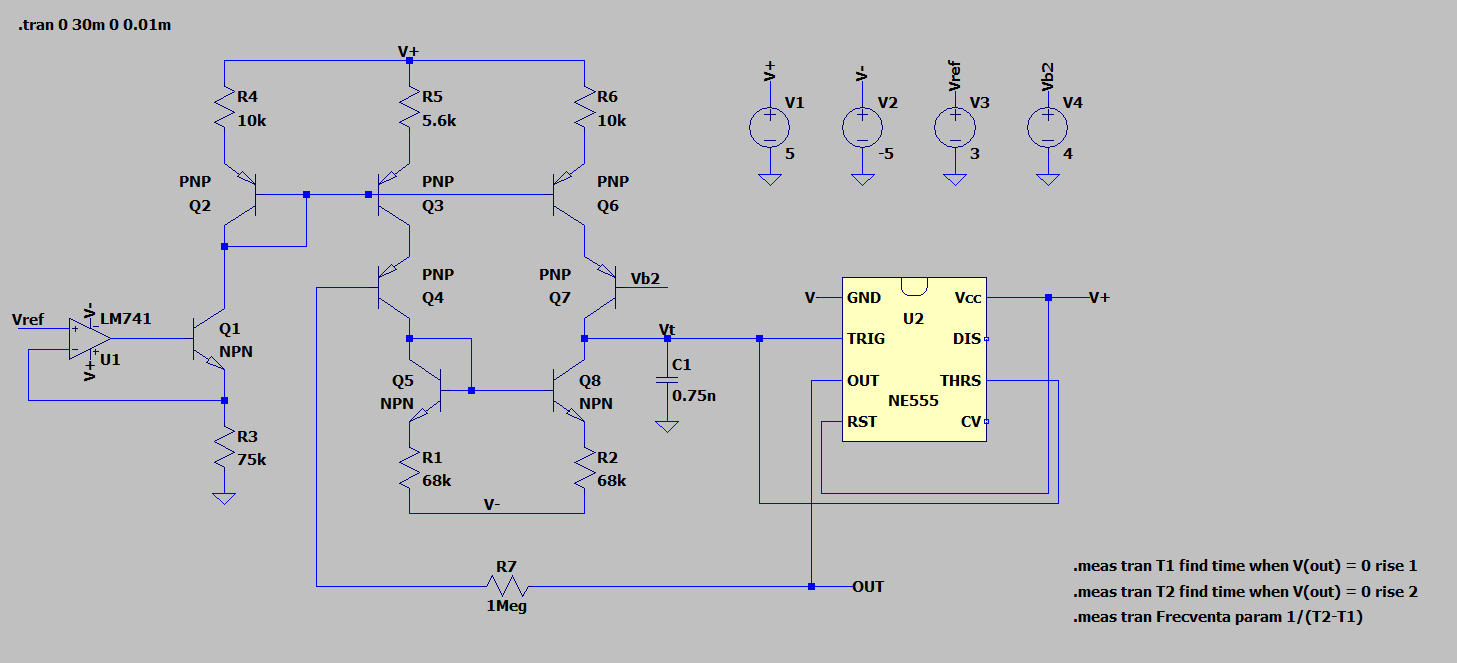 .tran 0 30m 0 0.01m
V+
R4
10k
R5
5.6k
R6
10k
V+
V1
5
V-
V2
-5
Vref
V3
3
Vb2
V4
4
PNP
Q2
PNP
Q3
PNP
Q6
PNP
Q4
PNP
Q7
Vb2
Vref
V-
LM741
V+
U1
Q1
NPN
R3
75k
Q5
NPN
Q8
NPN
Vt
C1
0.75n
R1
68k
R2
68k
V-
V-
GND
Vcc
V+
U2
TRIG
DIS
OUT
THRS
NE555
RST
CV
R7
1Meg
OUT
.meas tran T1 find time when V(out) = 0 rise 1
.meas tran T2 find time when V(out) = 0 rise 2
.meas tran Frecventa param 1/(T2-T1)